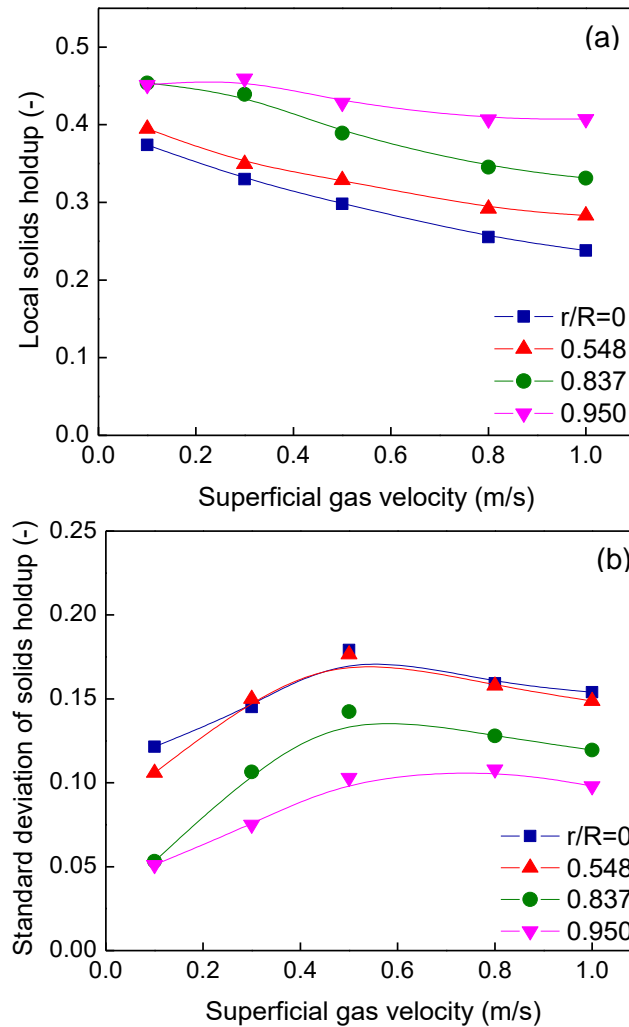 (a)
Local solids holdup (-)
0.5
0.4
0.3
0.2
0.1
0.0
r/R=0
0.548
0.837
0.950
0.0 0.2 0.4 0.6 0.8 1.0
Superficial gas velocity (m/s)
(b)
Standard deviation of solids holdup (-)
0.25
0.20
0.15
0.10
0.05
0.00
r/R=0
0.548
0.837
0.950
0.0 0.2 0.4 0.6 0.8 1.0
Superficial gas velocity (m/s)